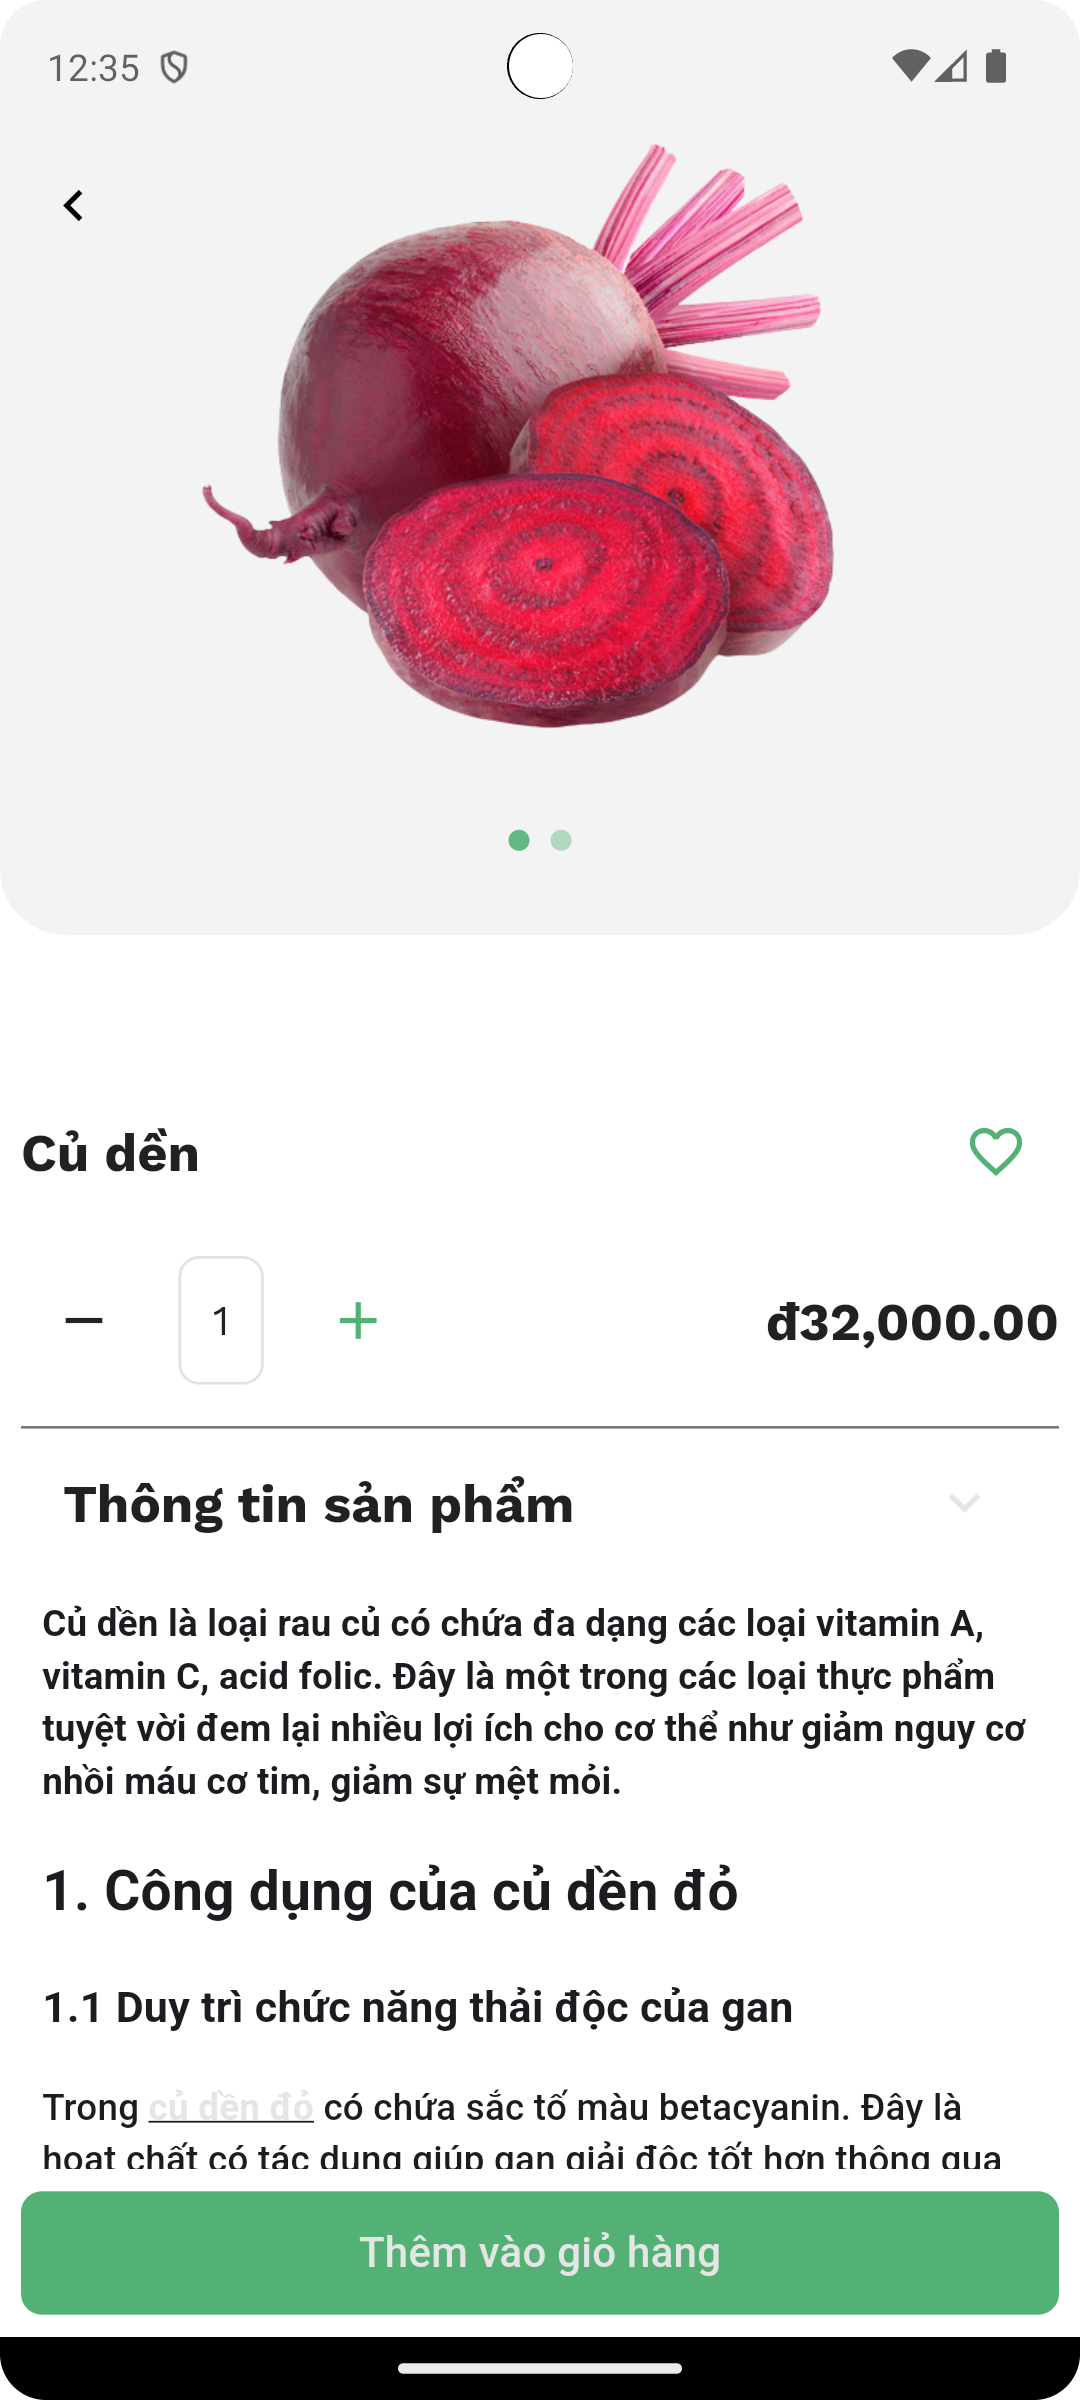 12:35
Củ dền
1
đ32,000.00
Thông tin sản phẩm
Củ dền là loại rau củ có chứa đa dạng các loại vitamin A,
vitamin C, acid folic. Đây là một trong các loại thực phẩm
tuyệt vời đem lại nhiều lợi ích cho cơ thể như giảm nguy cơ
nhồi máu cơ tim, giảm sự mệt mỏi.
1. Công dụng của củ dền đỏ
1.1 Duy trì chức năng thải độc của gan
Trong củ dền đỏ có chứa sắc tố màu betacyanin. Đây là
hoạt chất có tác dụng giúp gan giải độc tốt hơn thông qua
Thêm vào giỏ hàng